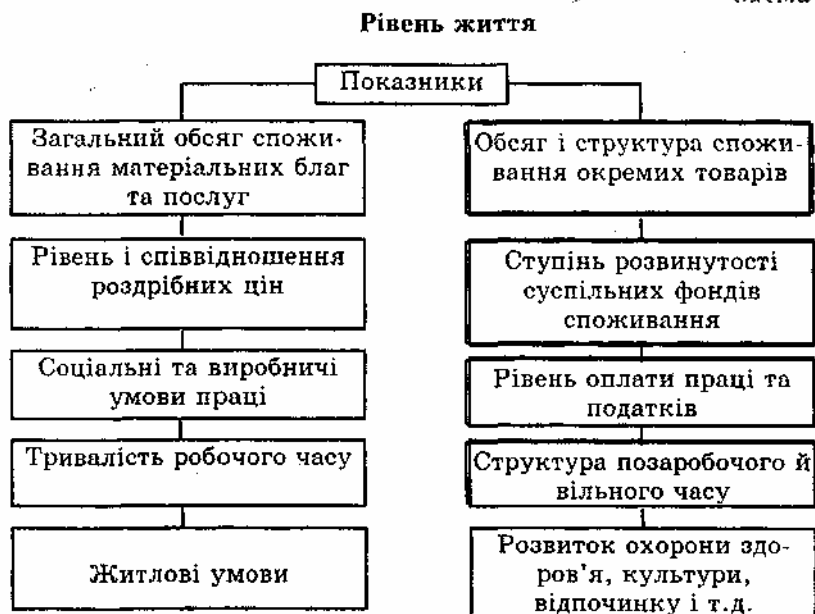 Рівень життя
Показники
Загальний обсяг спожи-
вання матеріальних благ
та послуг
Рівень і співвідношення
роздрібних цін
Соціальні та виробничі
умови праці
Тривалість робочого часу
Житлові умови
Обсяг і структура спожи-
вання окремих товарів
Ступінь розвинутості
суспільних фондів
споживання
Рівень оплати праці та
податків
Структура позаробочого й
вільного часу
Розвиток охорони здо-
ров'я, культури,
відпочинку і т.д.